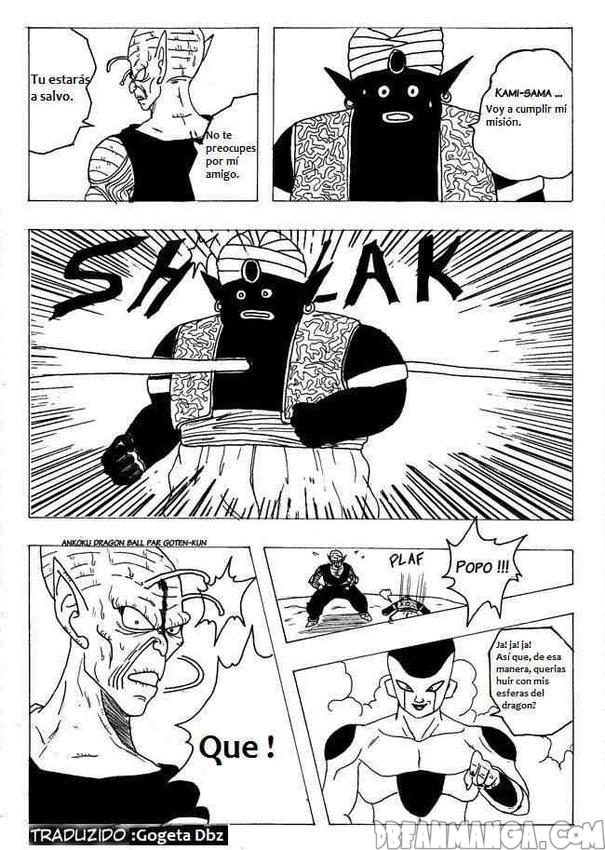 Tu estarás
a salvo.
No te
preocupes
por mí
amigo.
KAMI-SAMA ...
Voy a cumplir mi
misión.
SHLAK
ANKOKU DRAGON BALL PAR GOTEN-KUN
PLAF
POPO !!!
Que !
Ja! ja! ja!
Así que, de esa
manera, querias
huir con mis
esferas del
dragon?
TRADUZIDO :Gogeta Dbz
DBFANMANGA.COM